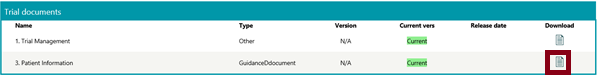 Trial documents
Name Type Version Current vers Release date Download
1. Trial Management Other N/A Current
3. Patient Information GuidanceDdocument N/A Current